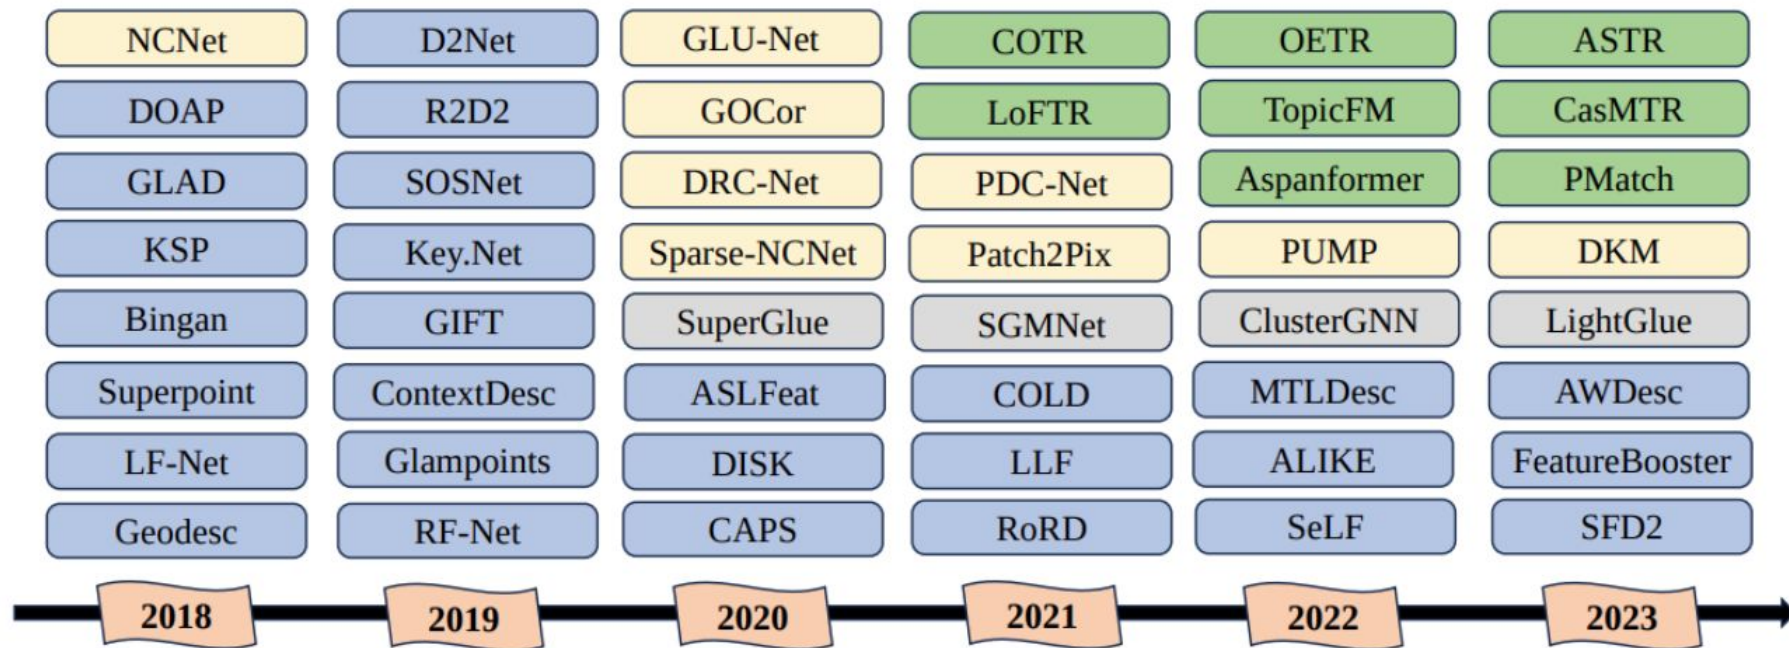 NCNet D2Net GLU-Net COTR OETR ASTR
DOAP R2D2 GOCor LoFTR TopicFM CasMTR
GLAD SOSNet DRC-Net PDC-Net Aspanformer PMatch
KSP Key.Net Sparse-NCNet Patch2Pix PUMP DKM
Bingan GIFT SuperGlue SGMNet ClusterGNN LightGlue
Superpoint ContextDesc ASLFeat COLD MTLDesc AWDesc
LF-Net Glampoints DISK LLF ALIKE FeatureBooster
Geodesc RF-Net CAPS RoRD SeLF SFD2
2018 2019 2020 2021 2022 2023